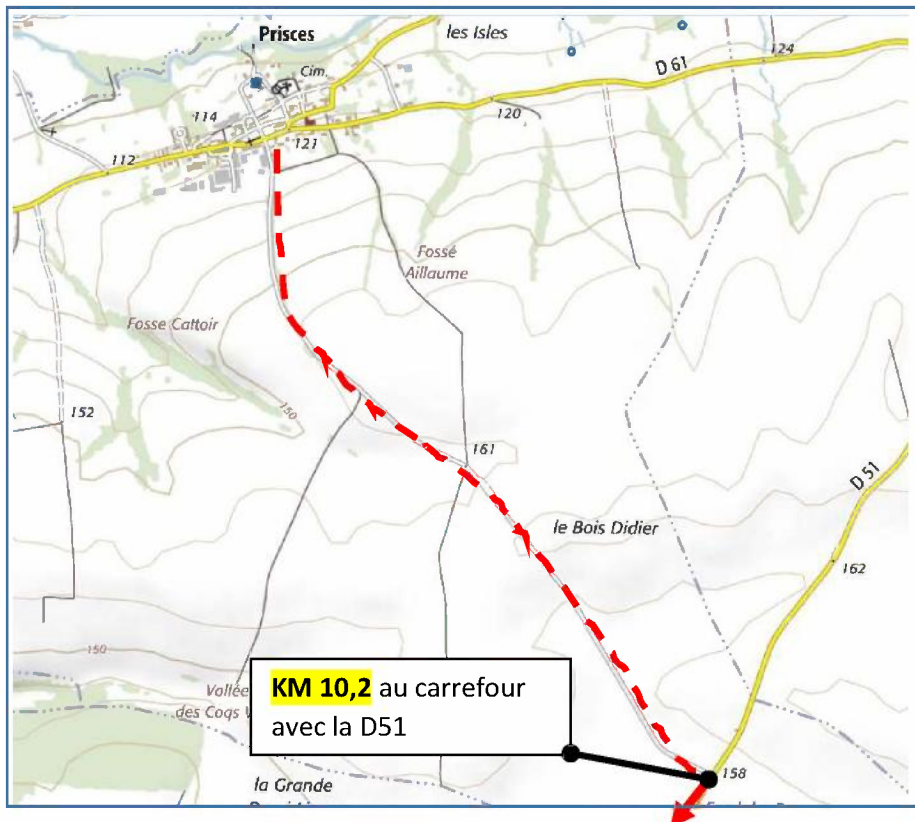 Prisces
les Isles
Cim.
D 61
124
114
120
112
121
Fossé
Aillaume
Fosse Cattoir
150
152
161
D 51
le Bois Didier
162
150
KM 10,2 au carrefour
avec la D51
des Coqs
158
la Grande